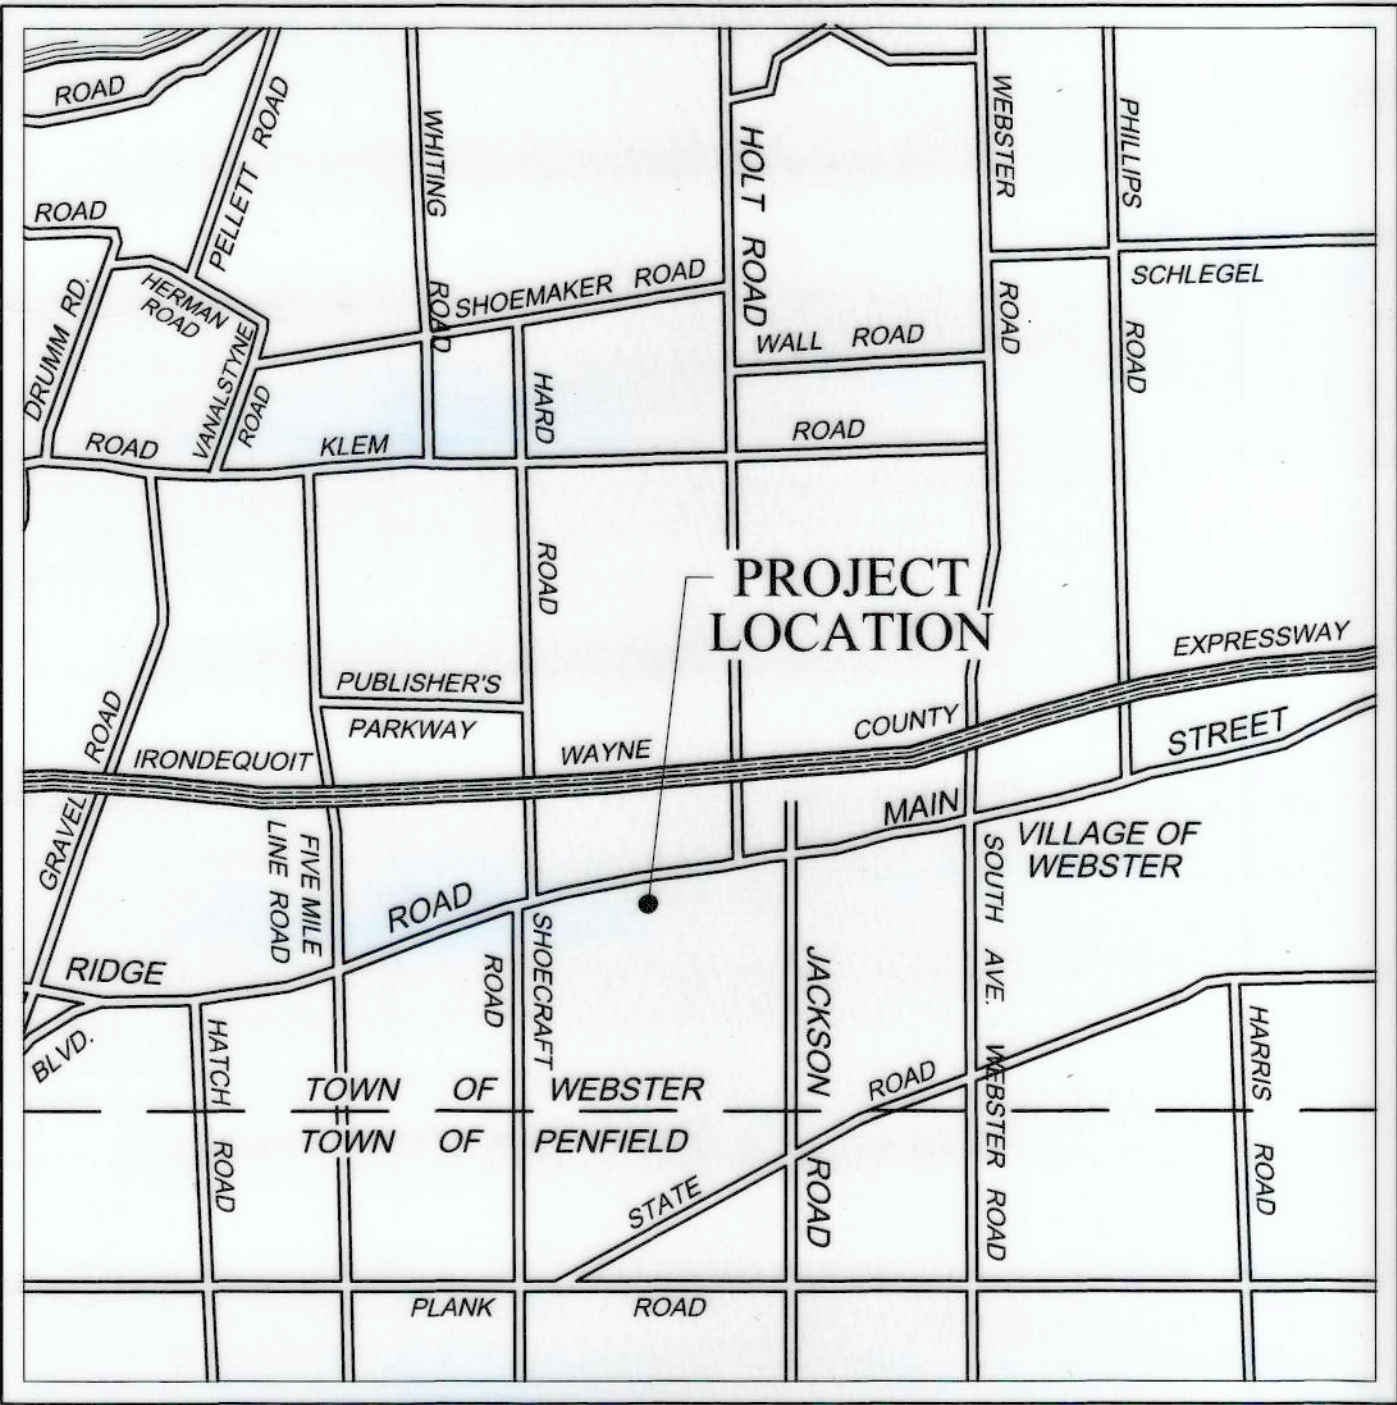 ROAD
PELLETT ROAD
WHITING
ROAD
HOLT ROAD
WEBSTER
ROAD
PHILLIPS
ROAD
ROAD
DRUMM RD.
HERMAN
ROAD
VANALSTYNE
ROAD
SHOEMAKER ROAD
WALL ROAD
SCHLEGEL
HARD
ROAD
ROAD
KLEM
ROAD
PROJECT
LOCATION
PUBLISHER'S
PARKWAY
GRAVEL
ROAD
IRONDEQUOIT
WAYNE
COUNTY
EXPRESSWAY
MAIN
STREET
VILLAGE OF
WEBSTER
FIVE MILE
LINE ROAD
RIDGE
ROAD
BLVD.
HATCH
ROAD
SHOECRAFT
ROAD
JACKSON
ROAD
SOUTH AVE.
WEBSTER ROAD
HARRIS
ROAD
TOWN OF WEBSTER
TOWN OF PENFIELD
STATE
ROAD
PLANK ROAD